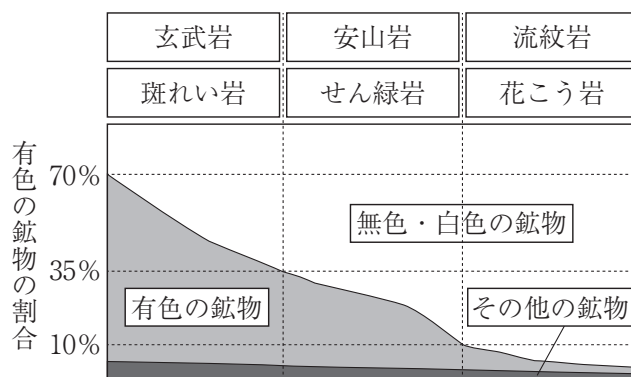 玄武岩
安山岩
流紋岩
斑れい岩
せん緑岩
花こう岩
有色の鉱物の割合
70%
35%
10%
無色・白色の鉱物
有色の鉱物
その他の鉱物